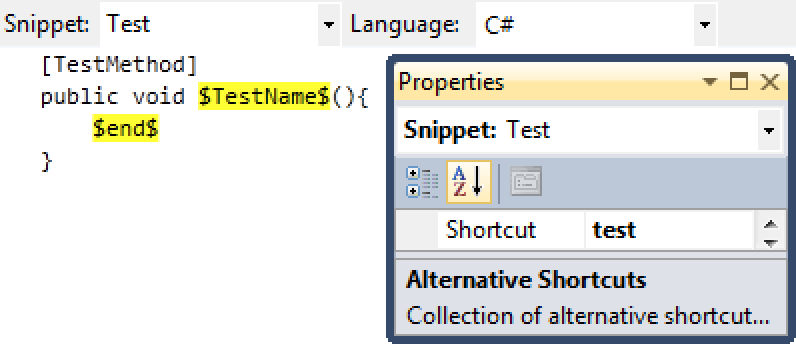 Snippet: Test Language: C#
[TestMethod]
public void $TestName$(){
$end$
}
Properties
Snippet: Test
A
Z
Shortcut test
Alternative Shortcuts
Collection of alternative shortcut...